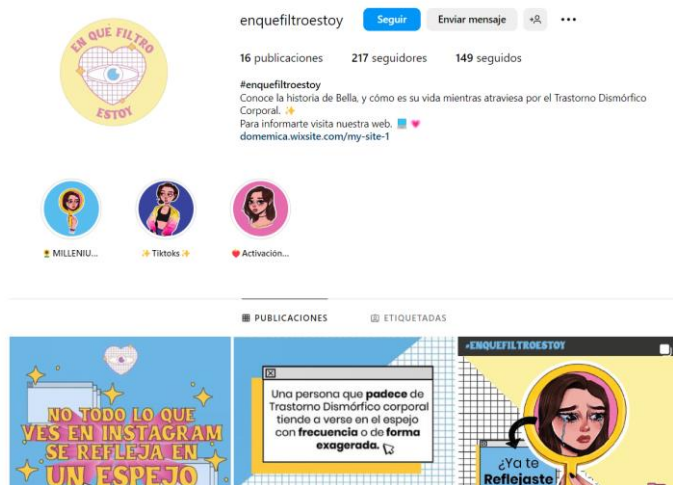 EN QUÉ FILTRO
ESTOY
enquefiltroestoy Seguir Enviar mensaje
16 publicaciones 217 seguidores 149 seguidos
#enquefiltroestoy
Conoce la historia de Bella, y cómo es su vida mientras atraviesa por el Trastorno Dismórfico
Corporal. ✨
Para informarte visita nuestra web.
domemica.wixsite.com/my-site-1
MILLENIU...
✨Tiktoks✨
Activación...
PUBLICACIONES
ETIQUETADAS
NO TODO LO QUE
VES EN INSTAGRAM
SE REFLEJA EN
UN ESPEJO
Una persona que padece de
Trastorno Dismórfico corporal
tiende a verse en el espejo
con frecuencia o de forma
exagerada.
#ENQUEFILTROESTOY
¿Ya te
Reflejaste